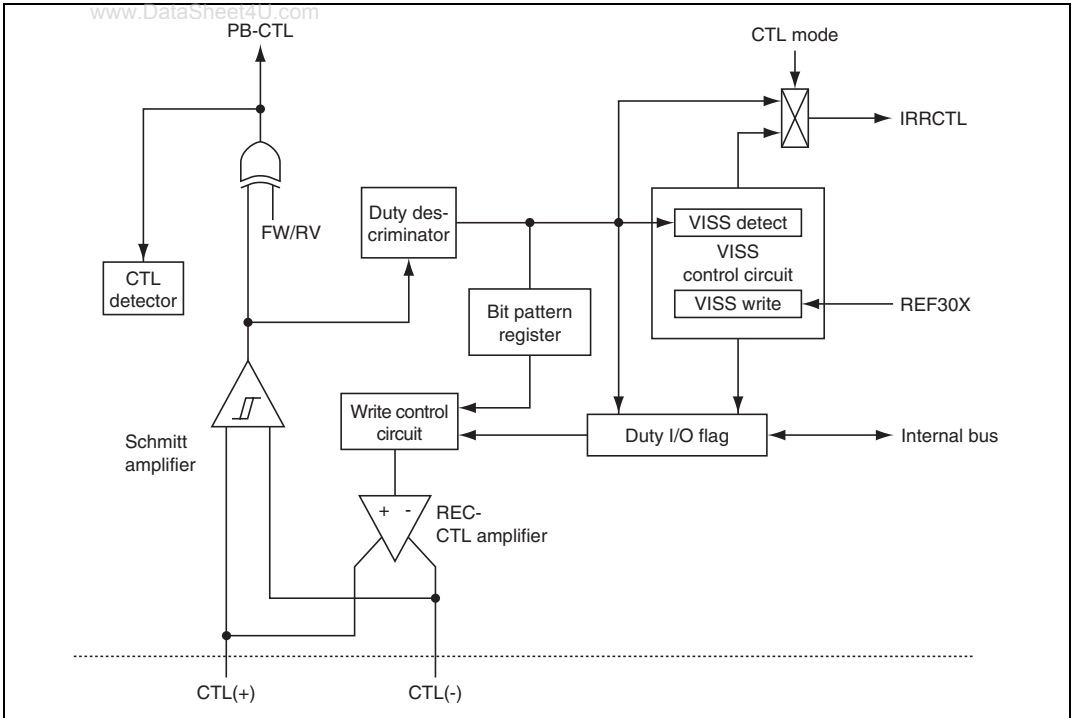 www.DataSheet4U.com
PB-CTL
CTL mode
IRRCTL
Duty des-
criminator
FW/RV
VISS detect
VISS
control circuit
VISS write
REF30X
CTL
detector
Bit pattern
register
Schmitt
amplifier
Write control
circuit
Duty I/O flag
Internal bus
+ -
REC-
CTL amplifier
CTL(+)
CTL(-)